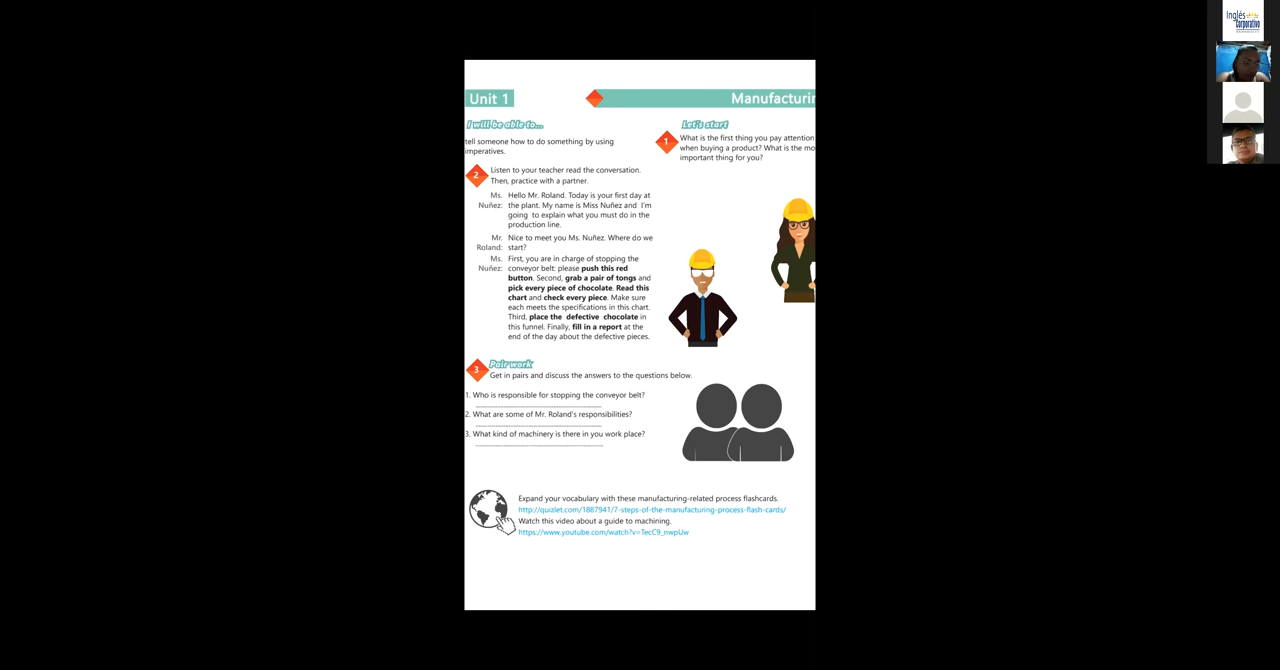 Unit 1
Manufacturin
I will be able to...
tell someone how to do something by using
imperatives.
Let's start
1
What is the first thing you pay attention
when buying a product? What is the mo
important thing for you?
2
Listen to your teacher read the conversation.
Then, practice with a partner.
Ms. Nuñez:
Hello Mr. Roland. Today is your first day at
the plant. My name is Miss Nuñez and I'm
going to explain what you must do in the
production line.
Mr. Roland:
Nice to meet you Ms. Nuñez. Where do we
start?
Ms. Nuñez:
First, you are in charge of stopping the
conveyor belt: please push this red
button. Second, grab a pair of tongs and
pick every piece of chocolate. Read this
chart and check every piece. Make sure
each meets the specifications in this chart.
Third, place the defective chocolate in
this funnel. Finally, fill in a report at the
end of the day about the defective pieces.
3
Pair work
Get in pairs and discuss the answers to the questions below.
1. Who is responsible for stopping the conveyor belt?
2. What are some of Mr. Roland's responsibilities?
3. What kind of machinery is there in you work place?
Expand your vocabulary with these manufacturing-related process flashcards.
http://quizlet.com/1887941/7-steps-of-the-manufacturing-process-flash-cards/
Watch this video about a guide to machining.
https://www.youtube.com/watch?v=TecC9_nwpUw
Inglés
Corporativo